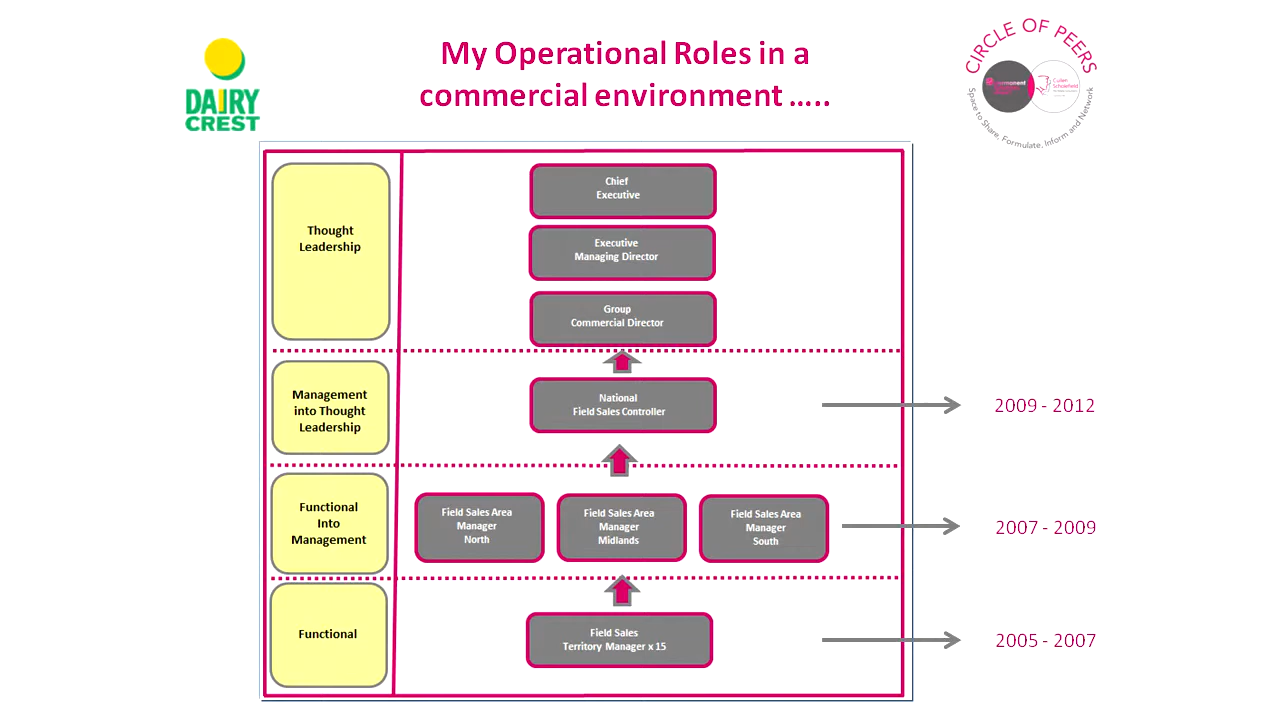 My Operational Roles in a
commercial environment …..
DAIRY
CREST
CIRCLE OF PEERS
Space to Share, Formulate, Inform and Network
Cullen
Scholefield
Thought
Leadership
Chief
Executive
Executive
Managing Director
Group
Commercial Director
Management
into Thought
Leadership
National
Field Sales Controller
2009 - 2012
Functional
Into
Management
Field Sales Area
Manager
North
Field Sales Area
Manager
Midlands
Field Sales Area
Manager
South
2007 - 2009
Functional
Field Sales
Territory Manager x 15
2005 - 2007